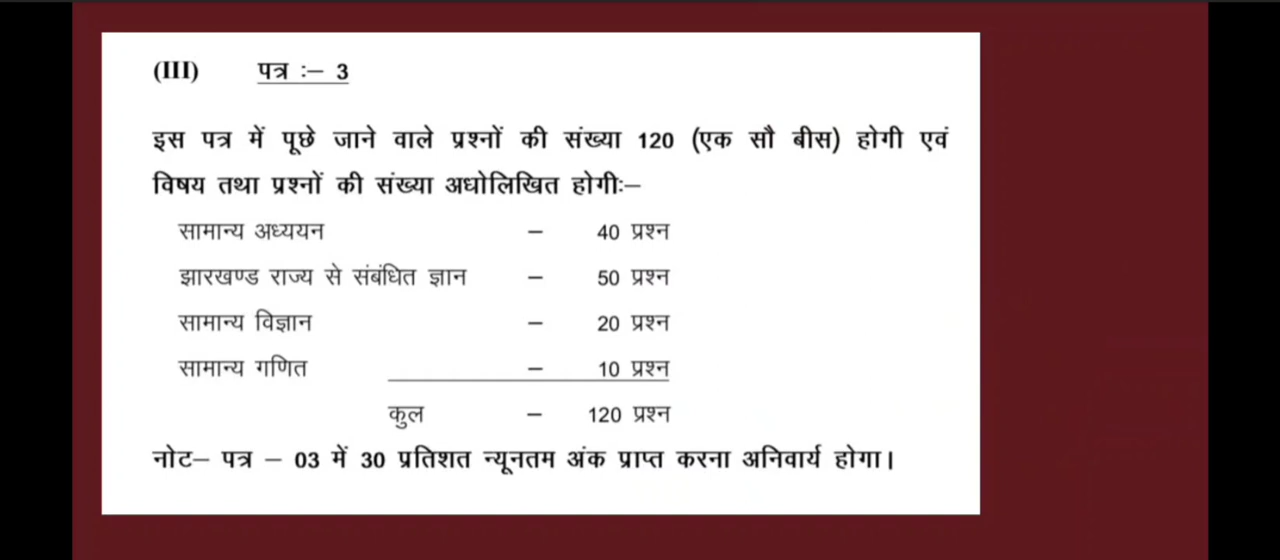 (III) पत्र :– 3
इस पत्र में पूछे जाने वाले प्रश्नों की संख्या 120 (एक सौ बीस) होगी एवं
विषय तथा प्रश्नों की संख्या अधोलिखित होगीः–
सामान्य अध्ययन – 40 प्रश्न
झारखण्ड राज्य से संबंधित ज्ञान – 50 प्रश्न
सामान्य विज्ञान – 20 प्रश्न
सामान्य गणित – 10 प्रश्न
कुल – 120 प्रश्न
नोट– पत्र – 03 में 30 प्रतिशत न्यूनतम अंक प्राप्त करना अनिवार्य होगा।